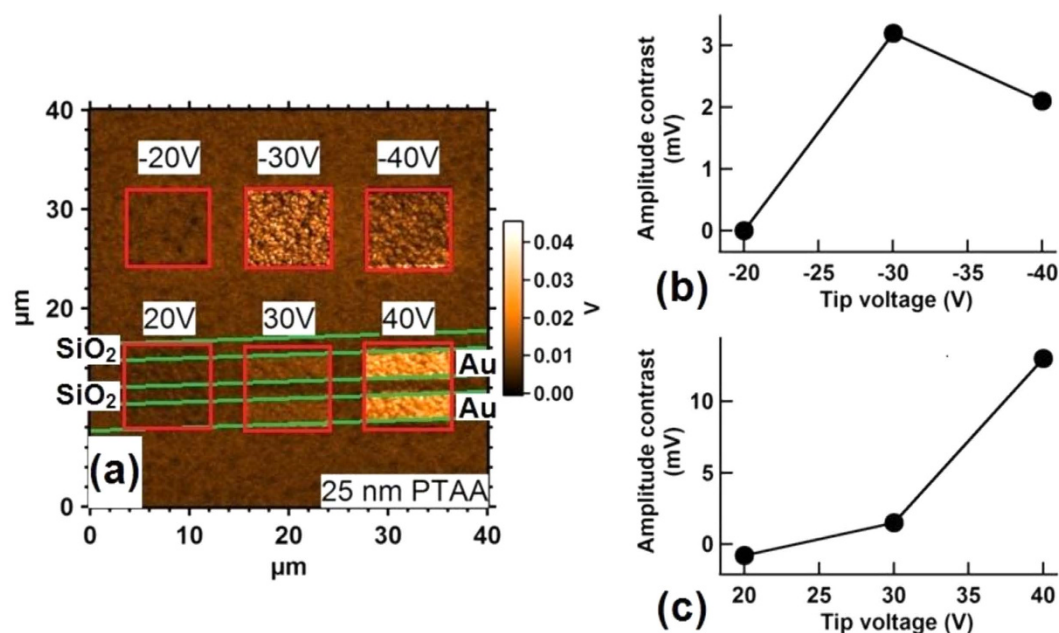 40
-20V -30V -40V
30
0.04
0.03
0.02
0.01
0.00
V
µm
20
20V 30V 40V
SiO₂
Au
10
SiO₂
Au
(a)
25 nm PTAA
0
0 10 20 30 40
µm
3
2
1
0
Amplitude contrast
(mV)
-20 -25 -30 -35 -40
(b)
Tip voltage (V)
10
5
0
Amplitude contrast
(mV)
20 25 30 35 40
(c)
Tip voltage (V)